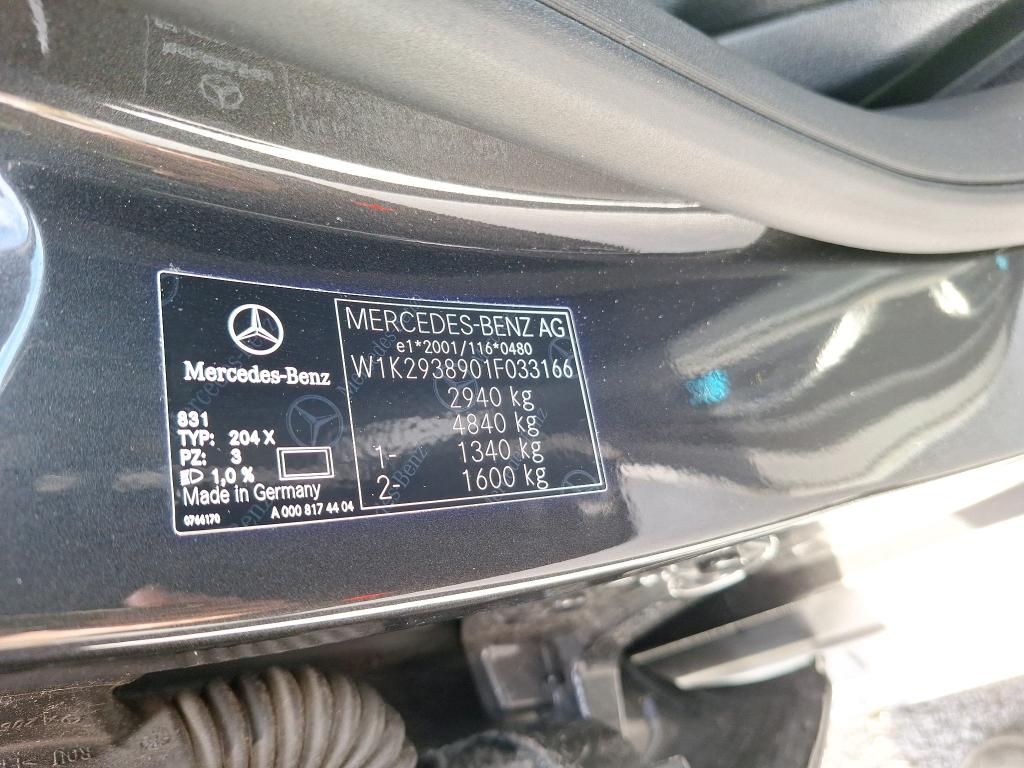 Mercedes-Benz
831
TYP: 204 X
PZ: 3
1,0 %
Made in Germany
0766170
A 000 817 44 04
MERCEDES-BENZ AG
e1*2001/116*0480
W1K2938901F033166
2940 kg
4840 kg
1- 1340 kg
2- 1600 kg